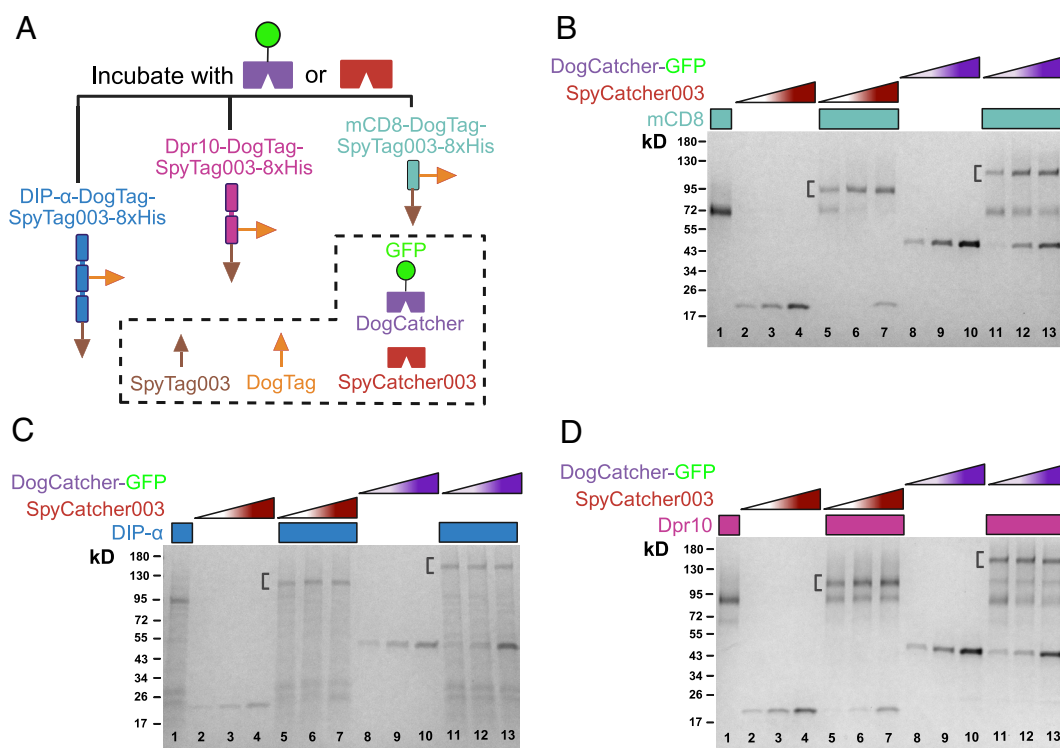 A
Incubate with or
DIP-α-DogTag-
SpyTag003-8xHis
Dpr10-DogTag-
SpyTag003-8xHis
mCD8-DogTag-
SpyTag003-8xHis
GFP
DogCatcher
SpyTag003 DogTag SpyCatcher003
B
DogCatcher-GFP
SpyCatcher003
mCD8
kD
180
130
95
72
55
43
34
26
17
1 2 3 4 5 6 7 8 9 10 11 12 13
C
DogCatcher-GFP
SpyCatcher003
DIP-α
kD
180
130
95
72
55
43
34
26
17
1 2 3 4 5 6 7 8 9 10 11 12 13
D
DogCatcher-GFP
SpyCatcher003
Dpr10
kD
180
130
95
72
55
43
34
26
17
1 2 3 4 5 6 7 8 9 10 11 12 13